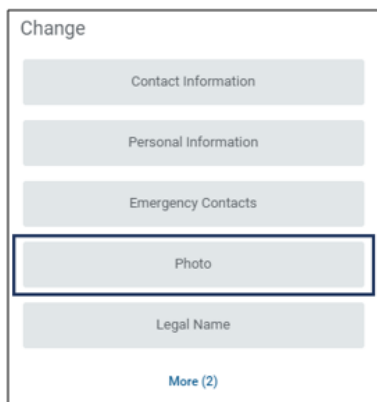 Change
Contact Information
Personal Information
Emergency Contacts
Photo
Legal Name
More (2)